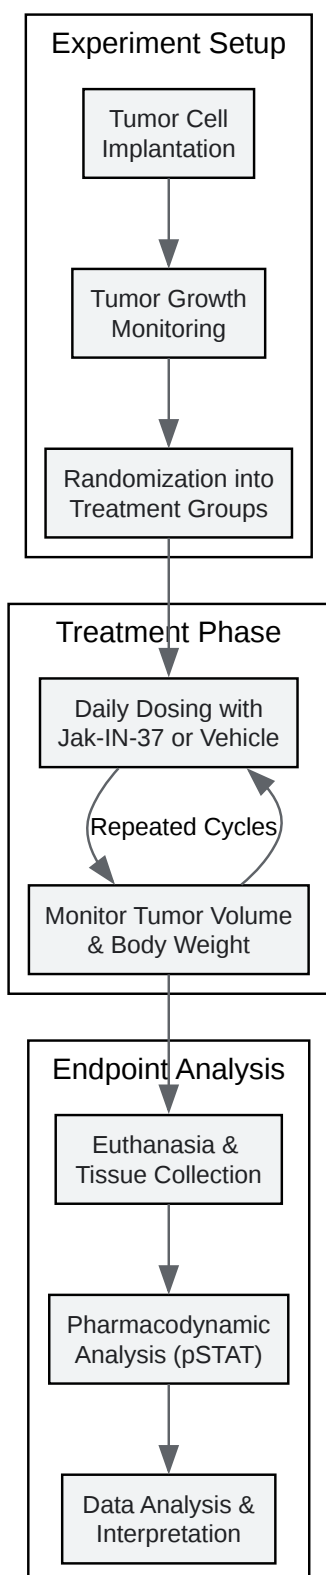 Experiment Setup
Tumor Cell
Implantation
Tumor Growth
Monitoring
Randomization into
Treatment Groups
Treatment Phase
Daily Dosing with
Jak-IN-37 or Vehicle
Repeated Cycles
Monitor Tumor Volume
& Body Weight
Endpoint Analysis
Euthanasia &
Tissue Collection
Pharmacodynamic
Analysis (pSTAT)
Data Analysis &
Interpretation